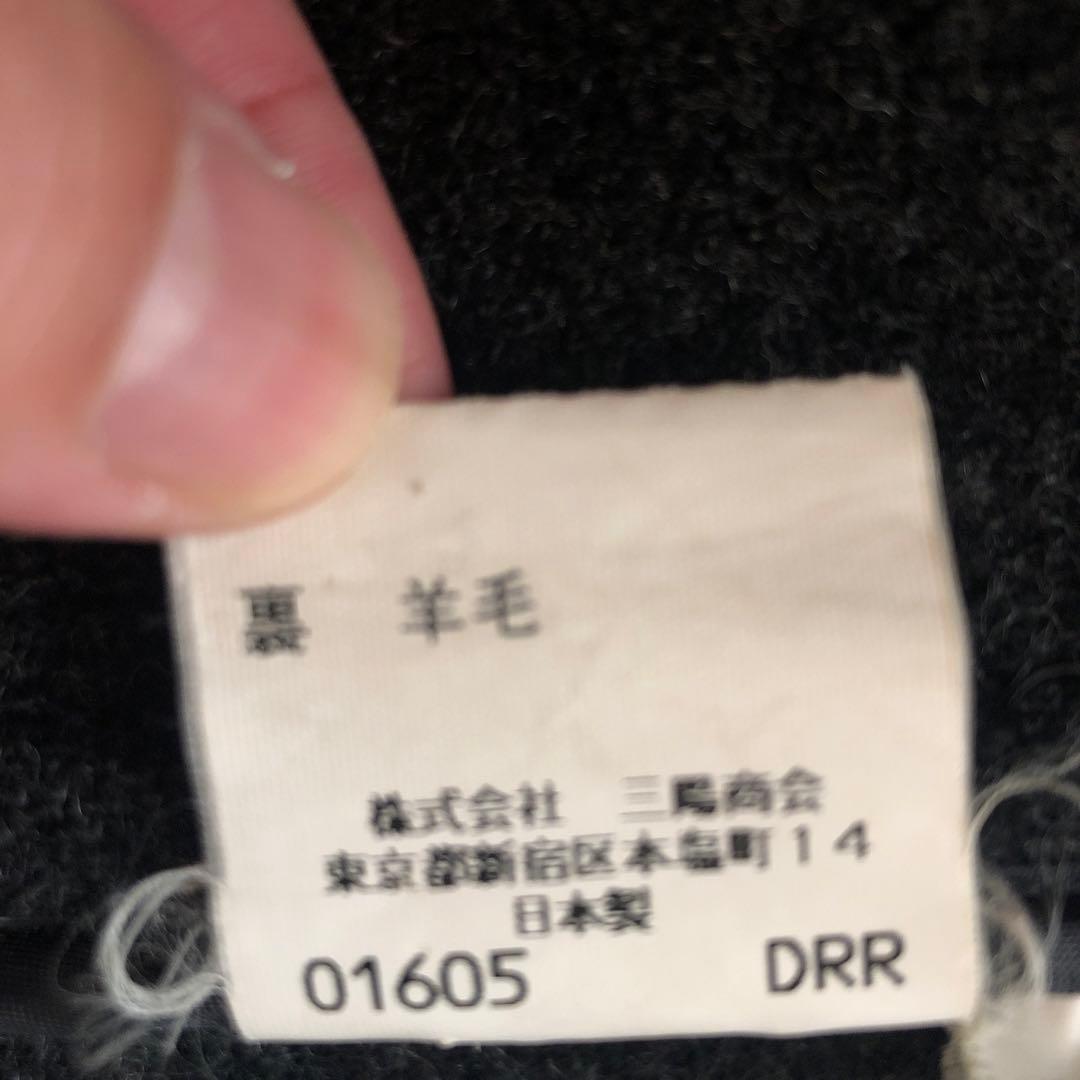 裏 羊毛
株式会社 三陽商会
東京都新宿区本塩町14
日本製
01605 DRR